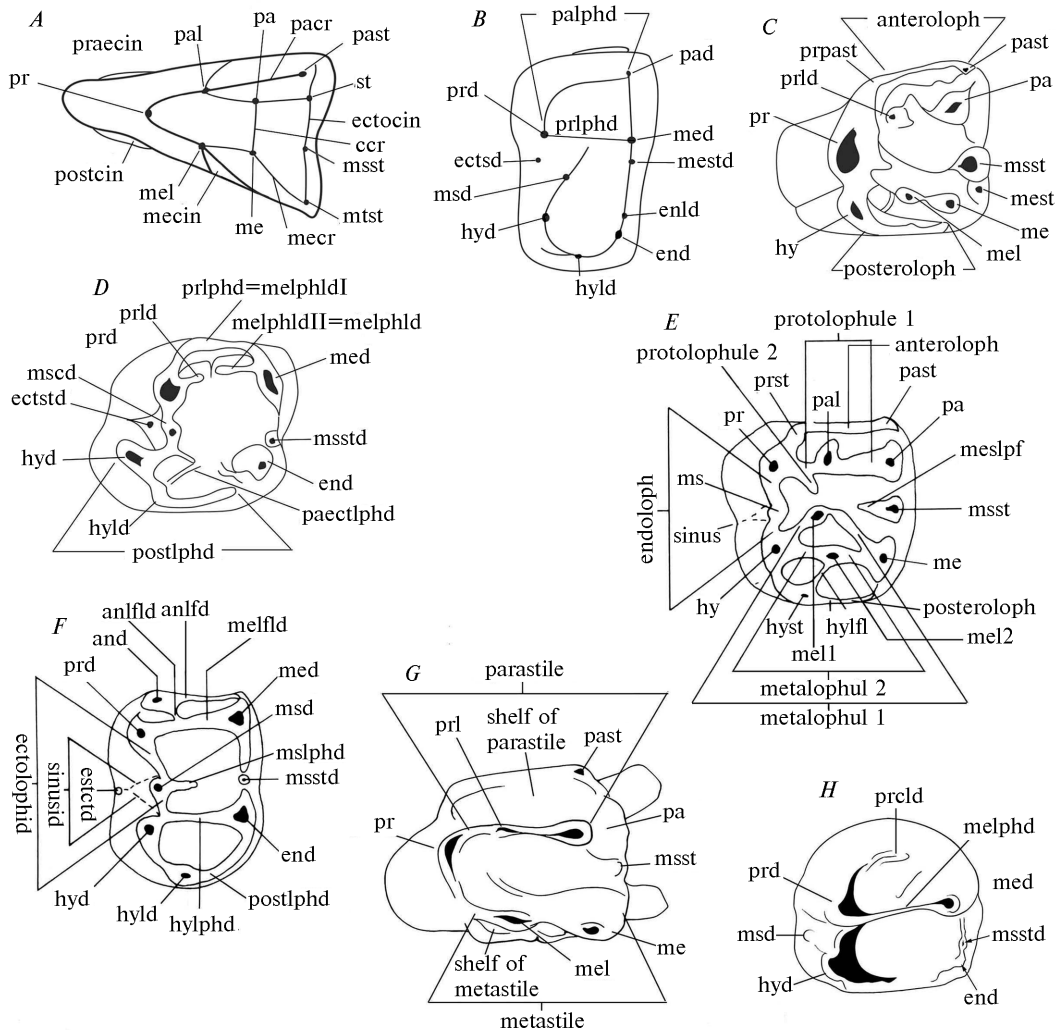 A
praecin
pal
pa
pacr
past
pr
st
ectocin
ccr
msst
postcin
mel
mecin
me
mecr
mtst
B
palphd
pad
prd
prlphd
med
ectsd
mestd
msd
enld
hyd
end
hyld
C
anteroloph
prpast
past
prld
pa
pr
msst
mest
hy
me
mel
posteroloph
D
prlphd=melphldI
prld
melphldII=melphld
prd
med
mscd
ectstd
msstd
hyd
end
hyld
paectlphd
postlphd
E
protolophule 1
protolophule 2
anteroloph
prst
past
pal
pr
pa
meslpf
ms
msst
endoloph
sinus
me
hy
posteroloph
hyst
hylfl
mel2
mel1
metalophul 2
metalophul 1
F
anlfld
anlfd
and
melfld
prd
med
msd
mslphd
msstd
ectolophid
sinusid
estctd
end
hyd
hyld
postlphd
hylphd
G
parastile
prl
shelf of
parastile
past
pr
pa
msst
me
shelf of
metastile
mel
metastile
H
prcld
melphd
prd
med
msd
msstd
hyd
end